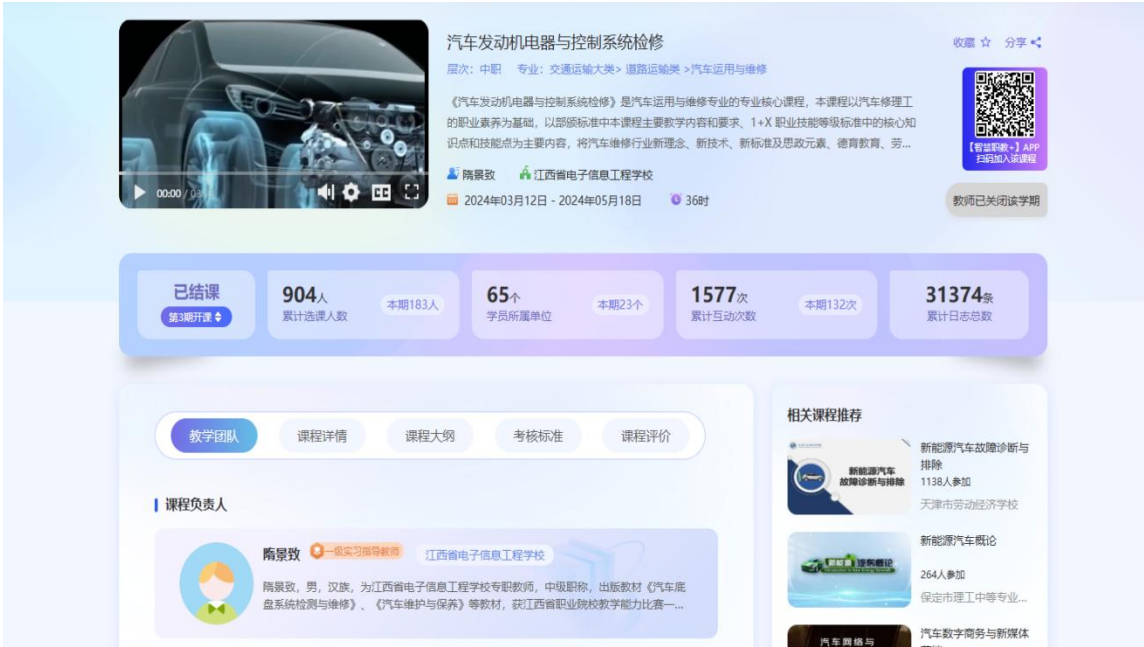 汽车发动机电器与控制系统检修
收藏 分享
层次：中职 专业：交通运输大类> 道路运输类 >汽车运用与维修
《汽车发动机电器与控制系统检修》是汽车运用与维修专业的专业核心课程，本课程以汽车修理工
的职业素养为基础，以部颁标准中本课程主要教学内容和要求、1+X 职业技能等级标准中的核心知
识点和技能点为主要内容，将汽车维修行业新理念、新技术、新标准及思政元素、德育教育、劳...
【智慧职教+】APP
扫码加入该课程
隋景致 江西省电子信息工程学校
00:00
CC
2024年03月12日 - 2024年05月18日 36时
教师已关闭该学期
已结课
第3期开课
904人
累计选课人数
本期183人
65个
学员所属单位
本期23个
1577次
累计互动次数
本期132次
31374条
累计日志总数
教学团队 课程详情 课程大纲 考核标准 课程评价
课程负责人
隋景致 一级实习指导教师 江西省电子信息工程学校
隋景致，男，汉族，为江西省电子信息工程学校专职教师，中级职称，出版教材《汽车底
盘系统检测与维修》、《汽车维护与保养》等教材，获江西省职业院校教学能力比赛一...
相关课程推荐
新能源汽车
故障诊断与排除
新能源汽车故障诊断与
排除
1138人参加
天津市劳动经济学校
新能源汽车概论
新能源汽车概论
264人参加
保定市理工中等专业...
汽车网络与
汽车数字商务与新媒体